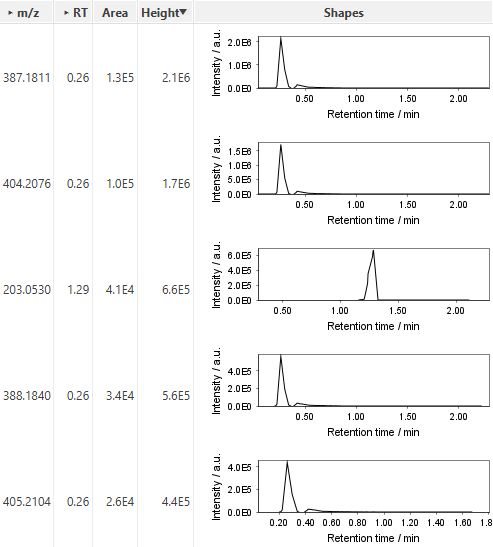 ▸ m/z ▸ RT Area Height▼ Shapes
387.1811 0.26 1.3E5 2.1E6
Intensity / a.u.
2.0E6
1.0E6
0.0E0
0.50 1.00 1.50 2.00
Retention time / min
404.2076 0.26 1.0E5 1.7E6
Intensity / a.u.
1.5E6
1.0E6
5.0E5
0.0E0
0.50 1.00 1.50 2.00
Retention time / min
203.0530 1.29 4.1E4 6.6E5
Intensity / a.u.
6.0E5
4.0E5
2.0E5
0.0E0
0.50 1.00 1.50 2.00
Retention time / min
388.1840 0.26 3.4E4 5.6E5
Intensity / a.u.
4.0E5
2.0E5
0.0E0
0.50 1.00 1.50 2.00
Retention time / min
405.2104 0.26 2.6E4 4.4E5
Intensity / a.u.
4.0E5
2.0E5
0.0E0
0.20 0.40 0.60 0.80 1.00 1.20 1.40 1.60 1.8
Retention time / min